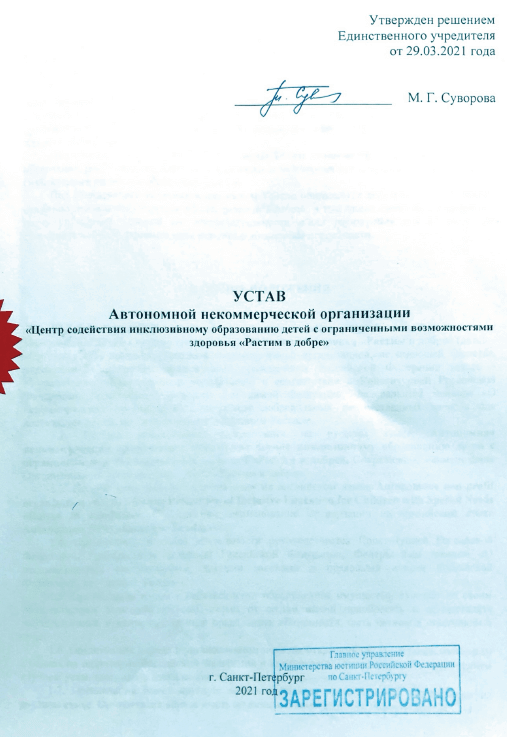 Утвержден решением
Единственного учредителя
от 29.03.2021 года
М. Г. Суворова
УСТАВ
Автономной некоммерческой организации
«Центр содействия инклюзивному образованию детей с ограниченными возможностями
здоровья «Растим в добре»
Главное управление
Министерства юстиции Российской Федерации
по Санкт-Петербургу
ЗАРЕГИСТРИРОВАНО
г. Санкт-Петербург
2021 год